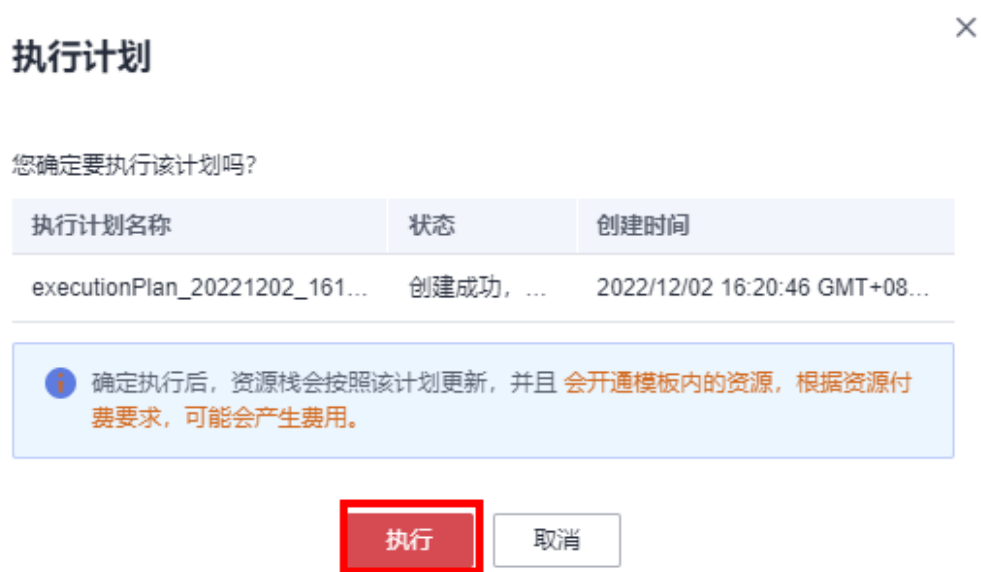 执行计划
您确定要执行该计划吗?
执行计划名称 状态 创建时间
executionPlan_20221202_161... 创建成功, ... 2022/12/02 16:20:46 GMT+08...
确定执行后，资源栈会按照该计划更新，并且 会开通模板内的资源，根据资源付
费要求，可能会产生费用。
执行 取消